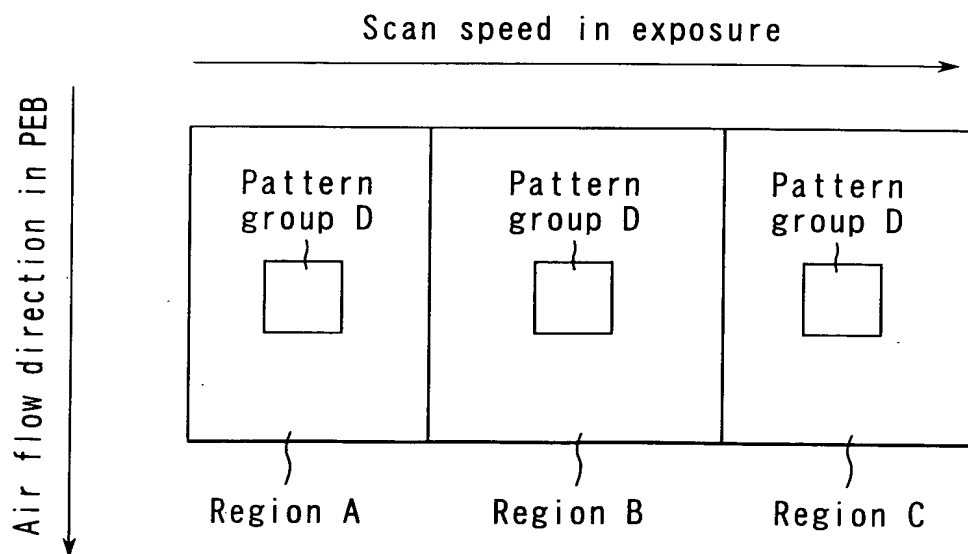 Scan speed in exposure
Air flow direction in PEB
Pattern
group D
Pattern
group D
Pattern
group D
Region A
Region B
Region C